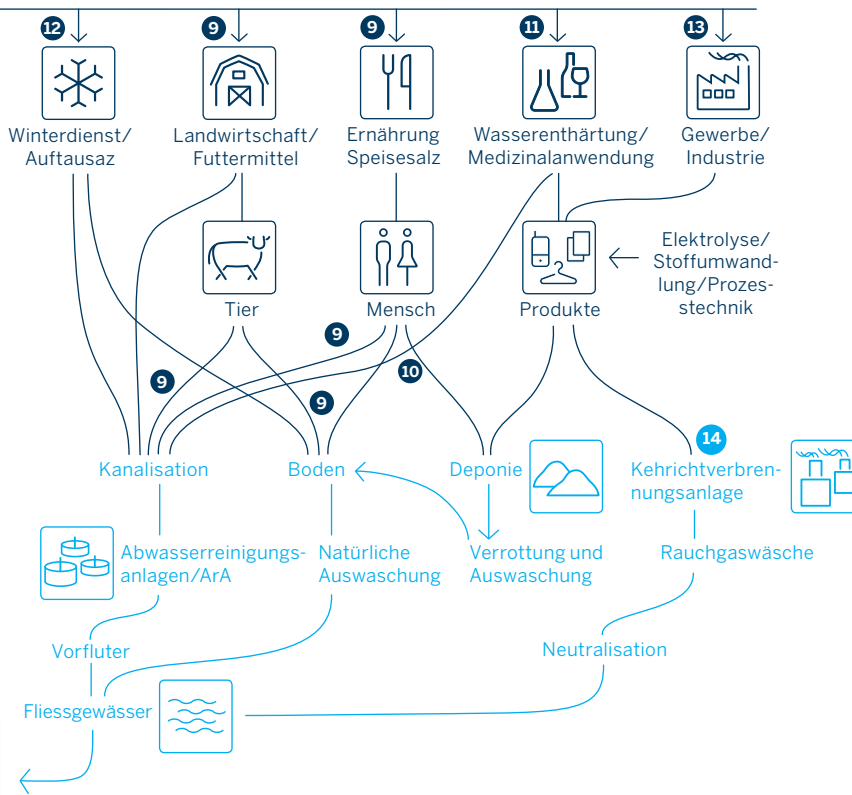 12
9
9
11
13
Winterdienst/
Auftausaz
Landwirtschaft/
Futtermittel
Ernährung
Speisesalz
Wasserenthärtung/
Medizinalanwendung
Gewerbe/
Industrie
Tier
Mensch
Produkte
Elektrolyse/
Stoffumwand-
lung/Prozes-
stechnik
9
9
9
10
14
Kanalisation
Boden
Deponie
Kehrichtverbren-
nungsanlage
Abwasserreinigungs-
anlagen/ArA
Natürliche
Auswaschung
Verrottung und
Auswaschung
Rauchgaswäsche
Vorfluter
Neutralisation
Fliessgewässer